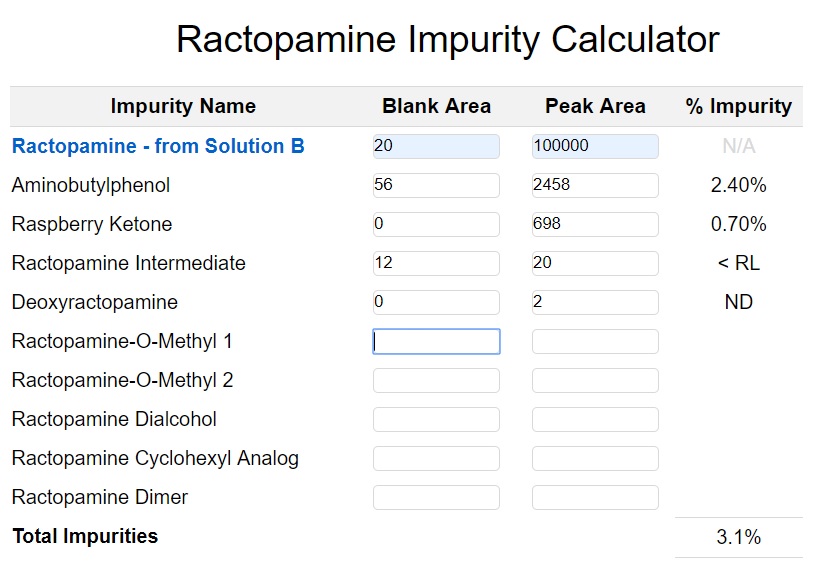 Ractopamine Impurity Calculator
Impurity Name Blank Area Peak Area % Impurity
Ractopamine - from Solution B 20 100000 N/A
Aminobutylphenol 56 2458 2.40%
Raspberry Ketone 0 698 0.70%
Ractopamine Intermediate 12 20 < RL
Deoxyractopamine 0 2 ND
Ractopamine-O-Methyl 1
Ractopamine-O-Methyl 2
Ractopamine Dialcohol
Ractopamine Cyclohexyl Analog
Ractopamine Dimer
Total Impurities 3.1%